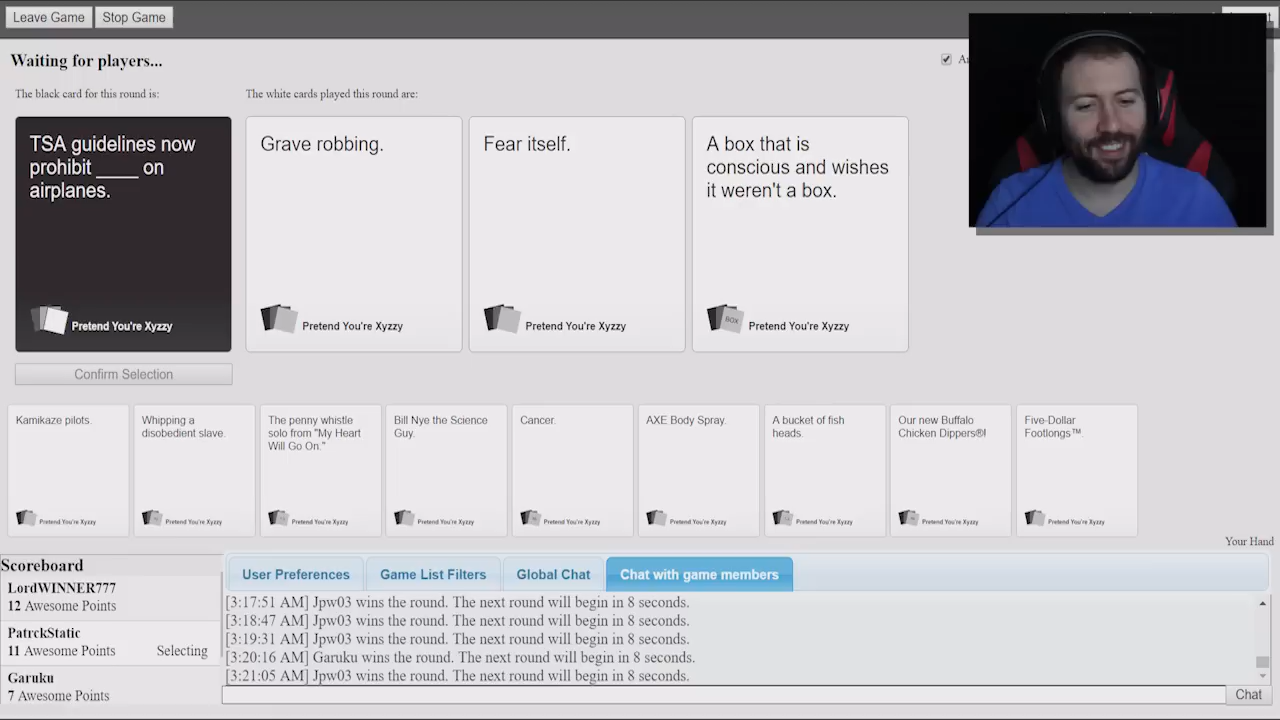 Leave Game
Stop Game
Waiting for players...
The black card for this round is:
The white cards played this round are:
TSA guidelines now
prohibit ____ on
airplanes.
Pretend You're Xyzzy
Grave robbing.
Pretend You're Xyzzy
Fear itself.
Pretend You're Xyzzy
A box that is
conscious and wishes
it weren't a box.
BOX
Pretend You're Xyzzy
Confirm Selection
Kamikaze pilots.
Pretend You're Xyzzy
Whipping a
disobedient slave.
Pretend You're Xyzzy
The penny whistle
solo from "My Heart
Will Go On."
Pretend You're Xyzzy
Bill Nye the Science
Guy.
Pretend You're Xyzzy
Cancer.
Pretend You're Xyzzy
AXE Body Spray.
Pretend You're Xyzzy
A bucket of fish
heads.
Pretend You're Xyzzy
Our new Buffalo
Chicken Dippers®!
Pretend You're Xyzzy
Five-Dollar
Footlongs™.
Pretend You're Xyzzy
Your Hand
Scoreboard
LordWINNER777
12 Awesome Points
PatrckStatic
11 Awesome Points
Selecting
Garuku
7 Awesome Points
User Preferences
Game List Filters
Global Chat
Chat with game members
[3:17:51 AM] Jpw03 wins the round. The next round will begin in 8 seconds.
[3:18:47 AM] Jpw03 wins the round. The next round will begin in 8 seconds.
[3:19:31 AM] Jpw03 wins the round. The next round will begin in 8 seconds.
[3:20:16 AM] Garuku wins the round. The next round will begin in 8 seconds.
[3:21:05 AM] Jpw03 wins the round. The next round will begin in 8 seconds.
Chat